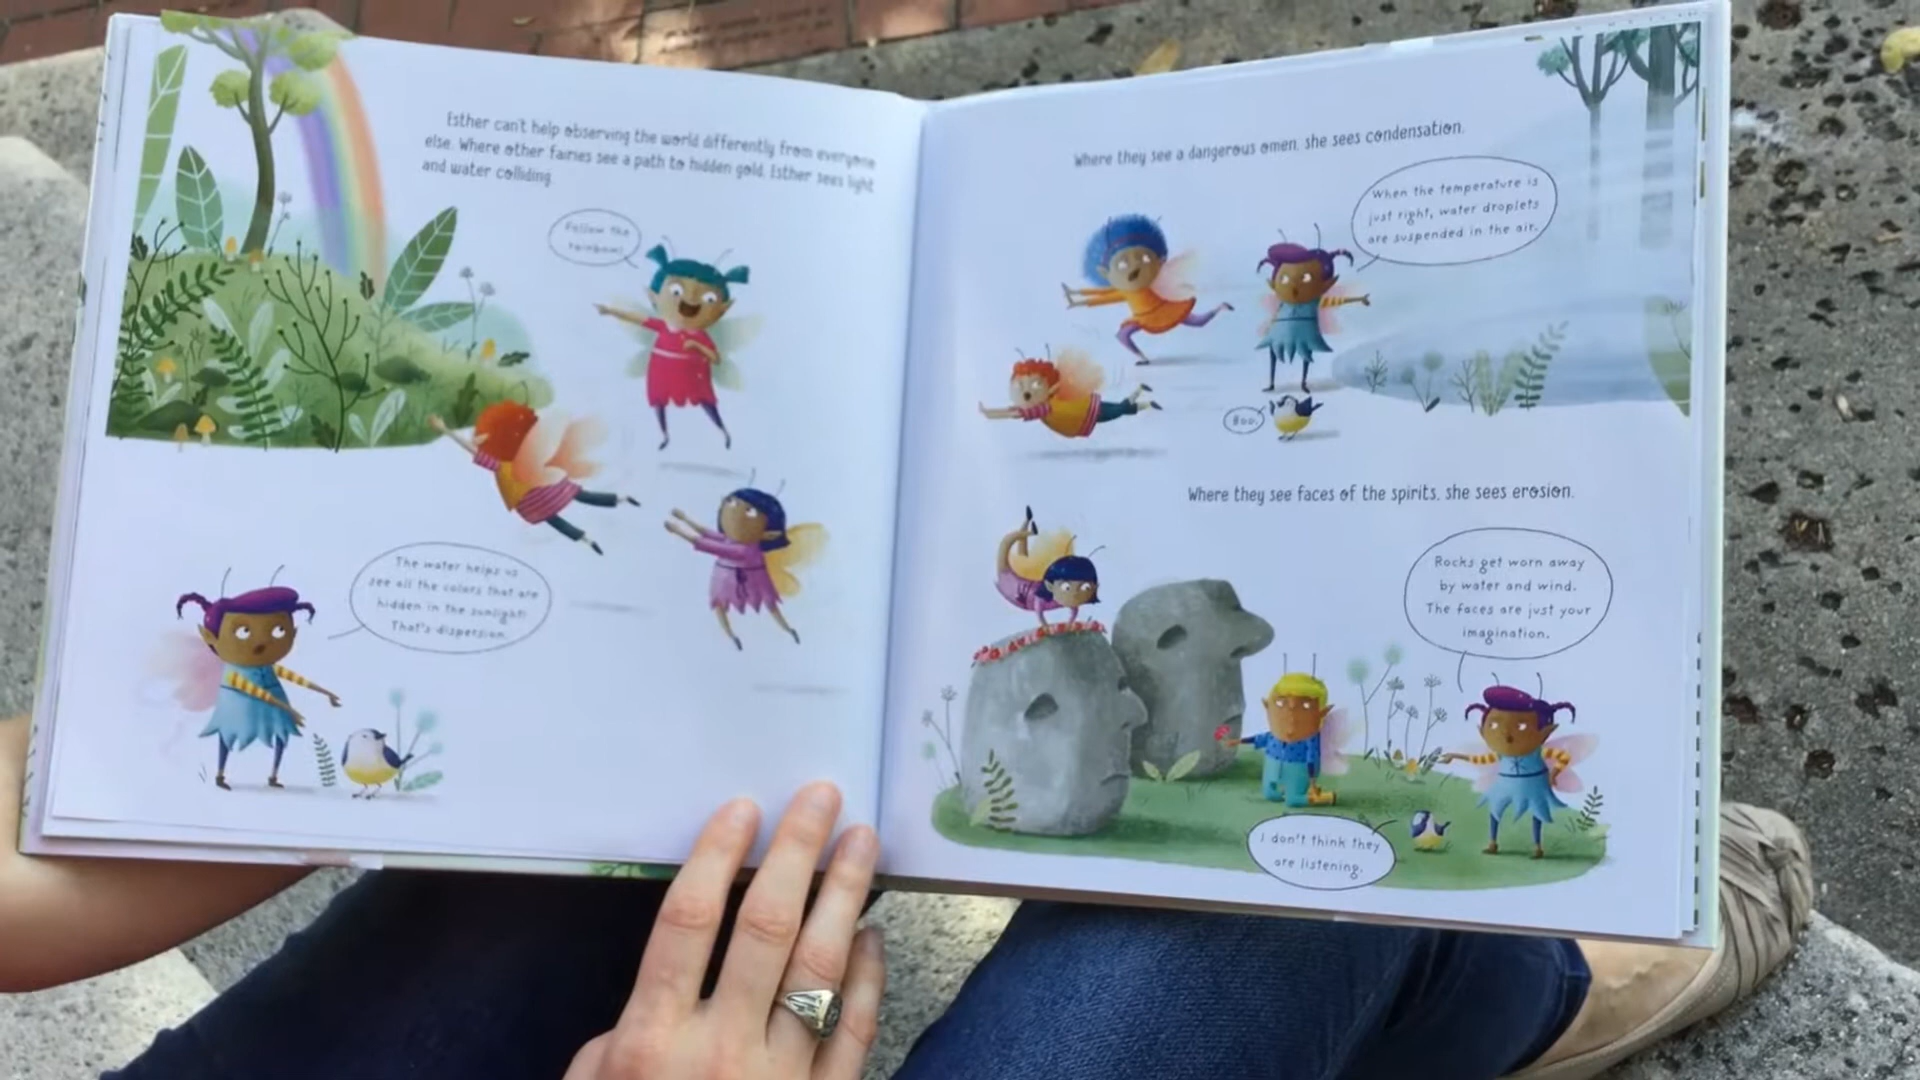 Esther can't help observing the world differently from everyone
else. Where other fairies see a path to hidden gold, Esther sees light
and water colliding.
Follow the
rainbow!
The water helps us
see all the colors that are
hidden in the sunlight!
That's dispersion.
Where they see a dangerous omen, she sees condensation.
When the temperature is
just right, water droplets
are suspended in the air.
Boo.
Where they see faces of the spirits, she sees erosion.
Rocks get worn away
by water and wind.
The faces are just your
imagination.
I don't think they
are listening.